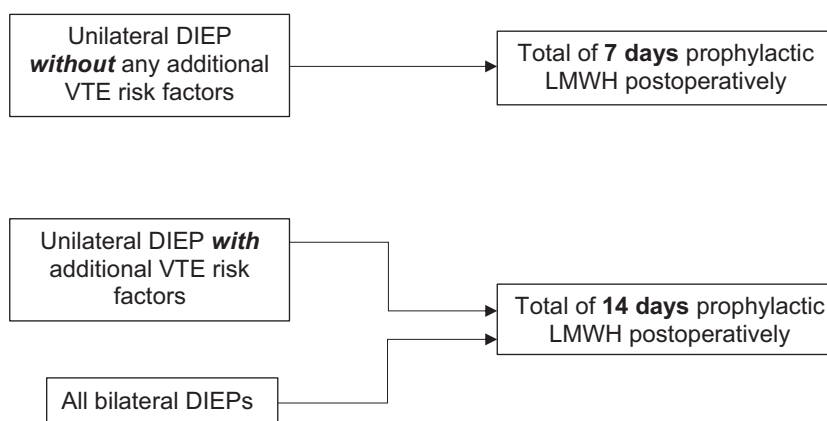 Unilateral DIEP
without any additional
VTE risk factors
Total of 7 days prophylactic
LMWH postoperatively
Unilateral DIEP with
additional VTE risk
factors
Total of 14 days prophylactic
LMWH postoperatively
All bilateral DIEPs